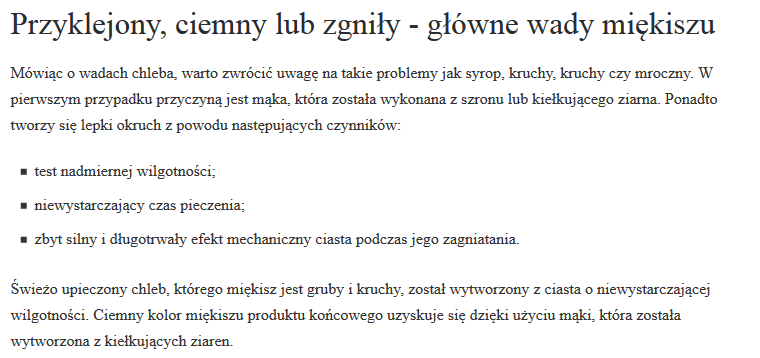 Przyklejony, ciemny lub zgniły - główne wady miękiszu
Mówiąc o wadach chleba, warto zwrócić uwagę na takie problemy jak syrop, kruchy, kruchy czy mroczny. W
pierwszym przypadku przyczyną jest mąka, która została wykonana z szronu lub kiełkującego ziarna. Ponadto
tworzy się lepki okruch z powodu następujących czynników:
▪ test nadmiernej wilgotności;
▪ niewystarczający czas pieczenia;
▪ zbyt silny i długotrwały efekt mechaniczny ciasta podczas jego zagniatania.
Świeżo upieczony chleb, którego miękisz jest gruby i kruchy, został wytworzony z ciasta o niewystarczającej
wilgotności. Ciemny kolor miękiszu produktu końcowego uzyskuje się dzięki użyciu mąki, która została
wytworzona z kiełkujących ziaren.